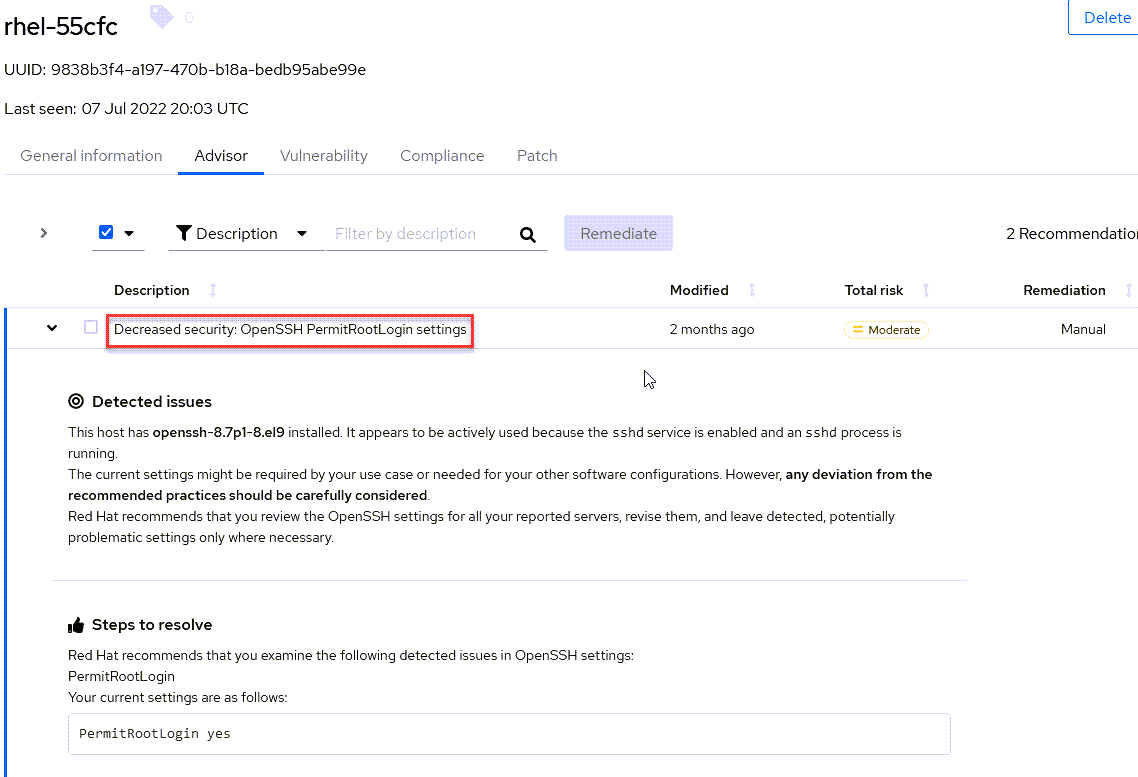 rhel-55cfc
0
Delete
UUID: 9838b3f4-a197-470b-b18a-bedb95abe99e
Last seen: 07 Jul 2022 20:03 UTC
General information Advisor Vulnerability Compliance Patch
Description Filter by description Remediate 2 Recommendation
Description Modified Total risk Remediation
Decreased security: OpenSSH PermitRootLogin settings 2 months ago Moderate Manual
Detected issues
This host has openssh-8.7p1-8.el9 installed. It appears to be actively used because the sshd service is enabled and an sshd process is
running.
The current settings might be required by your use case or needed for your other software configurations. However, any deviation from the
recommended practices should be carefully considered.
Red Hat recommends that you review the OpenSSH settings for all your reported servers, revise them, and leave detected, potentially
problematic settings only where necessary.
Steps to resolve
Red Hat recommends that you examine the following detected issues in OpenSSH settings:
PermitRootLogin
Your current settings are as follows:
PermitRootLogin yes